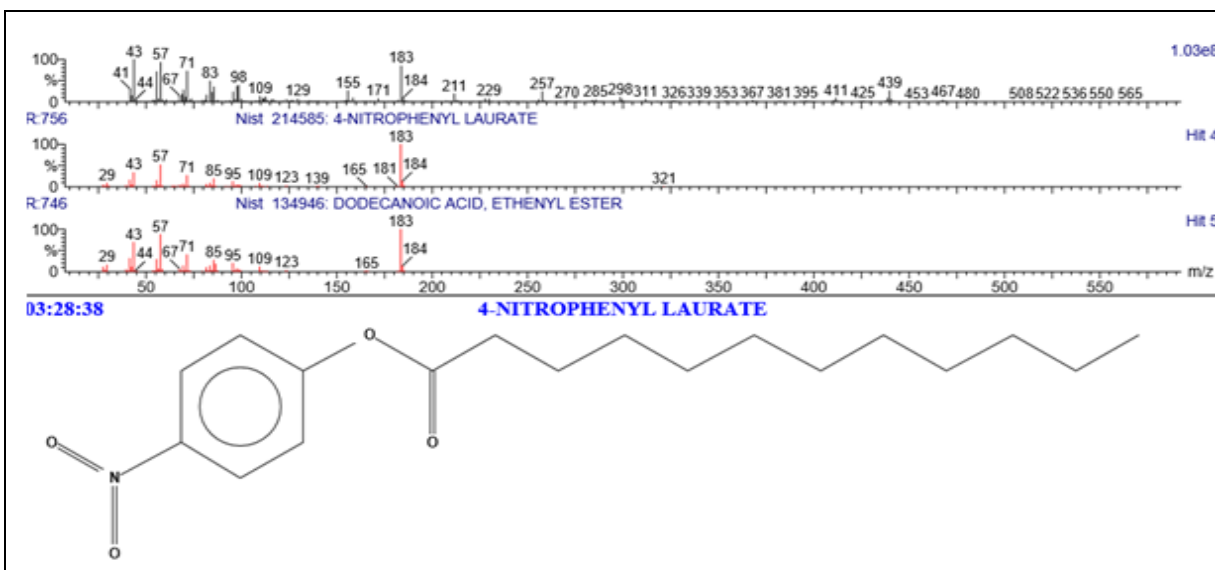 1.03e8
100
%
0
41 43 44 57 67 71 83 98 109 129 155 171 183 184 211 229 257 270 285 298 311 326 339 353 367 381 395 411 425 439 453 467 480 508 522 536 550 565
R:756 Nist 214585: 4-NITROPHENYL LAURATE Hit 4
100
%
0
29 43 57 71 85 95 109 123 139 165 181 183 184 321
R:746 Nist 134946: DODECANOIC ACID, ETHENYL ESTER Hit 5
100
%
0
29 43 44 57 67 71 85 95 109 123 165 183 184
m/z
50 100 150 200 250 300 350 400 450 500 550
03:28:38 4-NITROPHENYL LAURATE
O
O
O
N
O